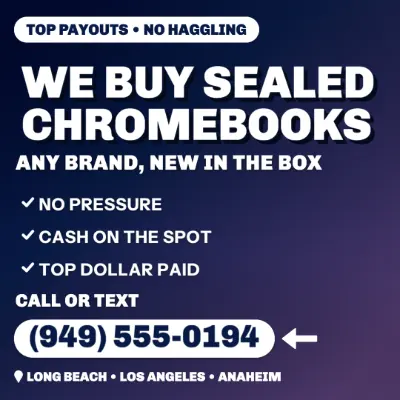 TOP PAYOUTS • NO HAGGLING
WE BUY SEALED
CHROMEBOOKS
ANY BRAND, NEW IN THE BOX
NO PRESSURE
CASH ON THE SPOT
TOP DOLLAR PAID
CALL OR TEXT
(949) 555-0194
LONG BEACH • LOS ANGELES • ANAHEIM